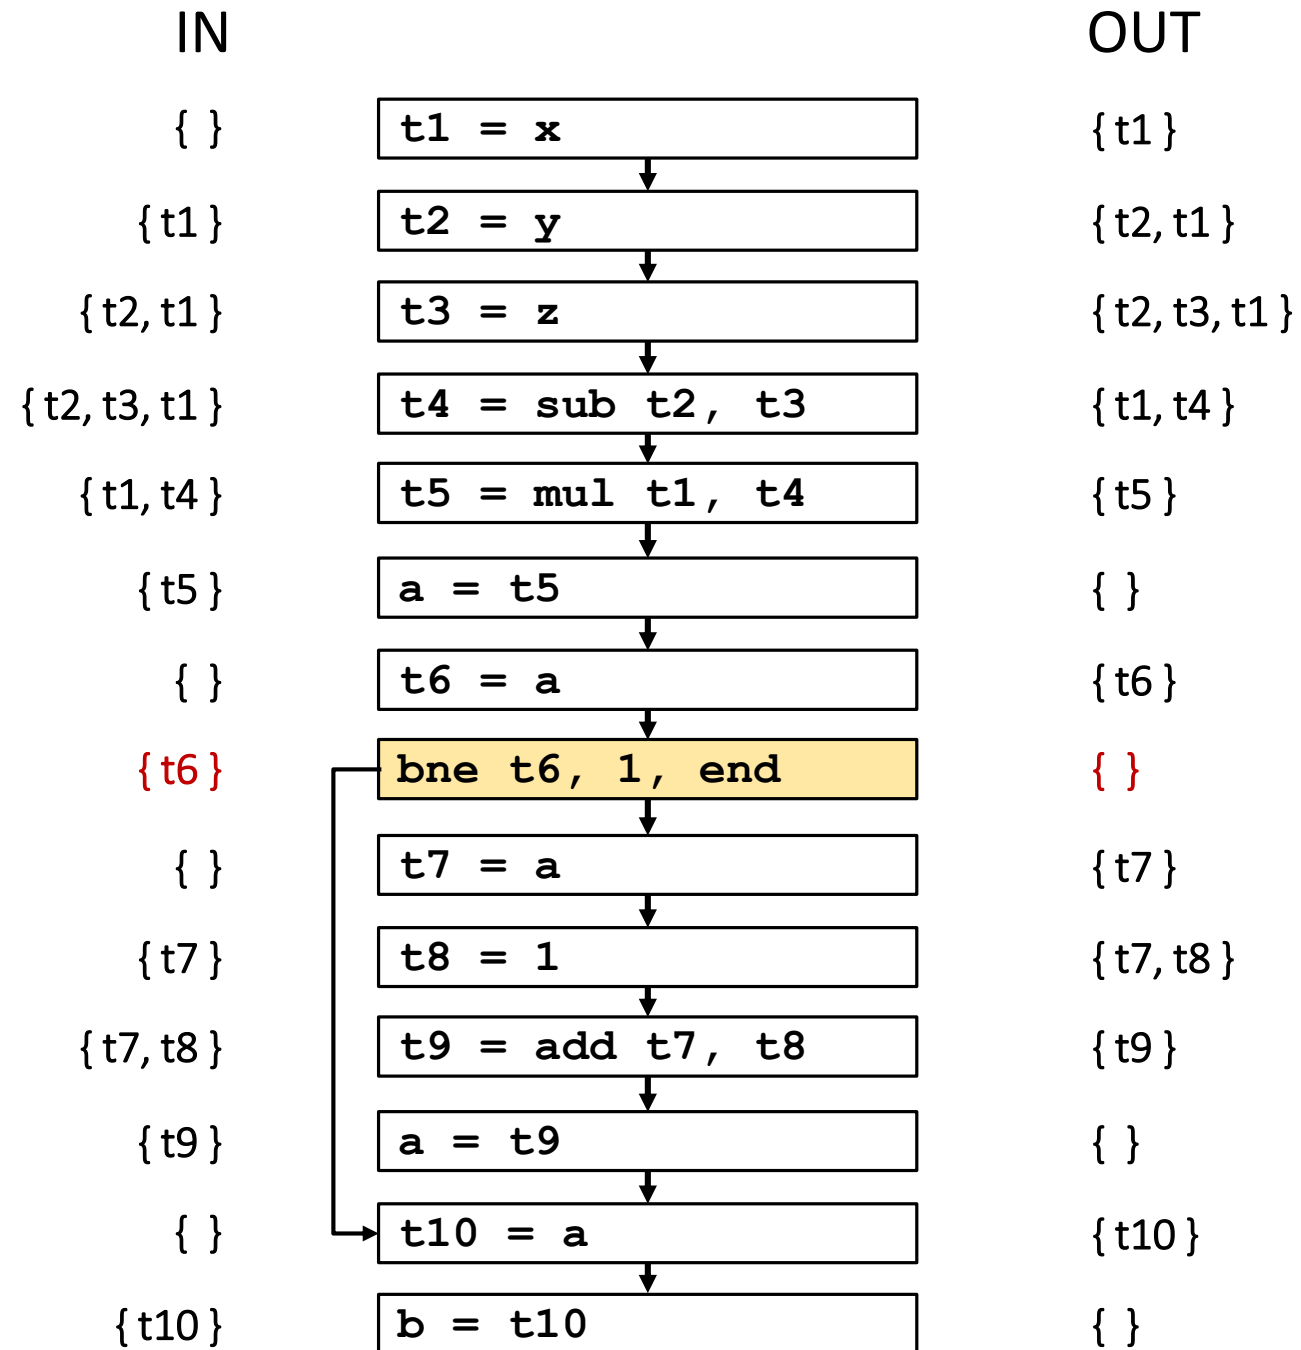 IN OUT
{ } t1 = x { t1 }
{ t1 } t2 = y { t2, t1 }
{ t2, t1 } t3 = z { t2, t3, t1 }
{ t2, t3, t1 } t4 = sub t2, t3 { t1, t4 }
{ t1, t4 } t5 = mul t1, t4 { t5 }
{ t5 } a = t5 { }
{ } t6 = a { t6 }
{ t6 } bne t6, 1, end { }
{ } t7 = a { t7 }
{ t7 } t8 = 1 { t7, t8 }
{ t7, t8 } t9 = add t7, t8 { t9 }
{ t9 } a = t9 { }
{ } t10 = a { t10 }
{ t10 } b = t10 { }